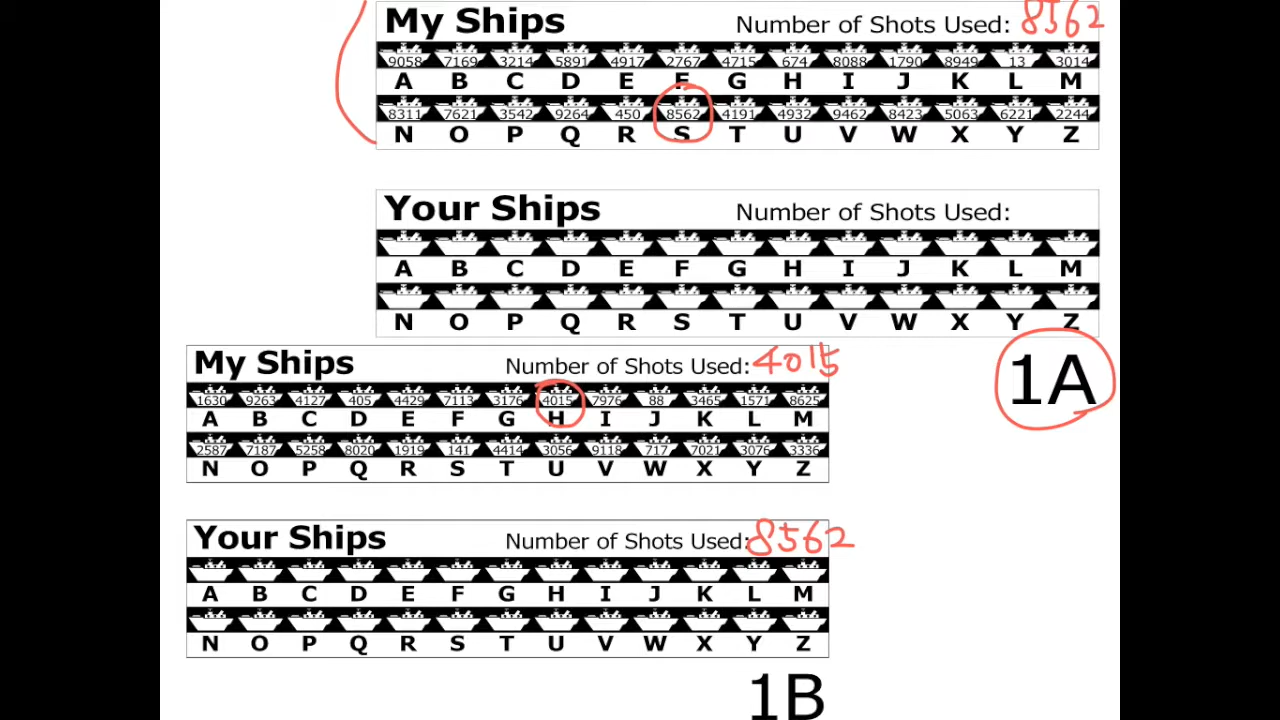 My Ships Number of Shots Used: 8562
9058 7169 3214 5891 4917 2767 4715 674 8088 1790 8949 13 3014
A B C D E F G H I J K L M
8311 7621 3542 9264 450 8562 4191 4932 9462 8423 5063 6221 2244
N O P Q R S T U V W X Y Z
Your Ships Number of Shots Used:
A B C D E F G H I J K L M
N O P Q R S T U V W X Y Z
1A
My Ships Number of Shots Used: 4015
1630 9263 4127 405 4429 7113 3176 4015 7976 88 3465 1571 8625
A B C D E F G H I J K L M
2587 7187 5258 8020 1919 141 4414 3056 9118 717 7021 3076 3336
N O P Q R S T U V W X Y Z
Your Ships Number of Shots Used: 8562
A B C D E F G H I J K L M
N O P Q R S T U V W X Y Z
1B